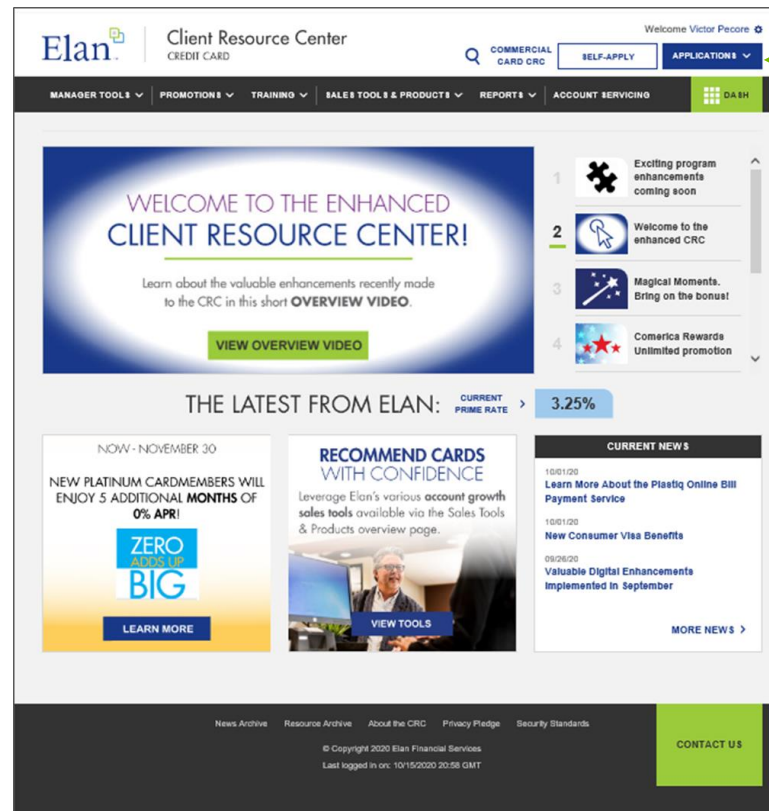 Welcome Victor Pecore
Elan
Client Resource Center
CREDIT CARD
COMMERCIAL
CARD CRC
SELF-APPLY
APPLICATIONS
MANAGER TOOLS
PROMOTIONS
TRAINING
SALES TOOLS & PRODUCTS
REPORTS
ACCOUNT SERVICING
DASH
WELCOME TO THE ENHANCED
CLIENT RESOURCE CENTER!
Learn about the valuable enhancements recently made
to the CRC in this short OVERVIEW VIDEO.
VIEW OVERVIEW VIDEO
1
Exciting program
enhancements
coming soon
2
Welcome to the
enhanced CRC
3
Magical Moments.
Bring on the bonus!
4
Comerica Rewards
Unlimited promotion
THE LATEST FROM ELAN:
CURRENT
PRIME RATE
3.25%
NOW - NOVEMBER 30
NEW PLATINUM CARDMEMBERS WILL
ENJOY 5 ADDITIONAL MONTHS OF
0% APR!
ZERO
ADDS UP
BIG
LEARN MORE
RECOMMEND CARDS
WITH CONFIDENCE
Leverage Elan's various account growth
sales tools available via the Sales Tools
& Products overview page.
VIEW TOOLS
CURRENT NEWS
10/01/20
Learn More About the Plastiq Online Bill
Payment Service
10/01/20
New Consumer Visa Benefits
09/26/20
Valuable Digital Enhancements
Implemented in September
MORE NEWS
News Archive
Resource Archive
About the CRC
Privacy Pledge
Security Standards
© Copyright 2020 Elan Financial Services
Last logged in on: 10/15/2020 20:58 GMT
CONTACT US